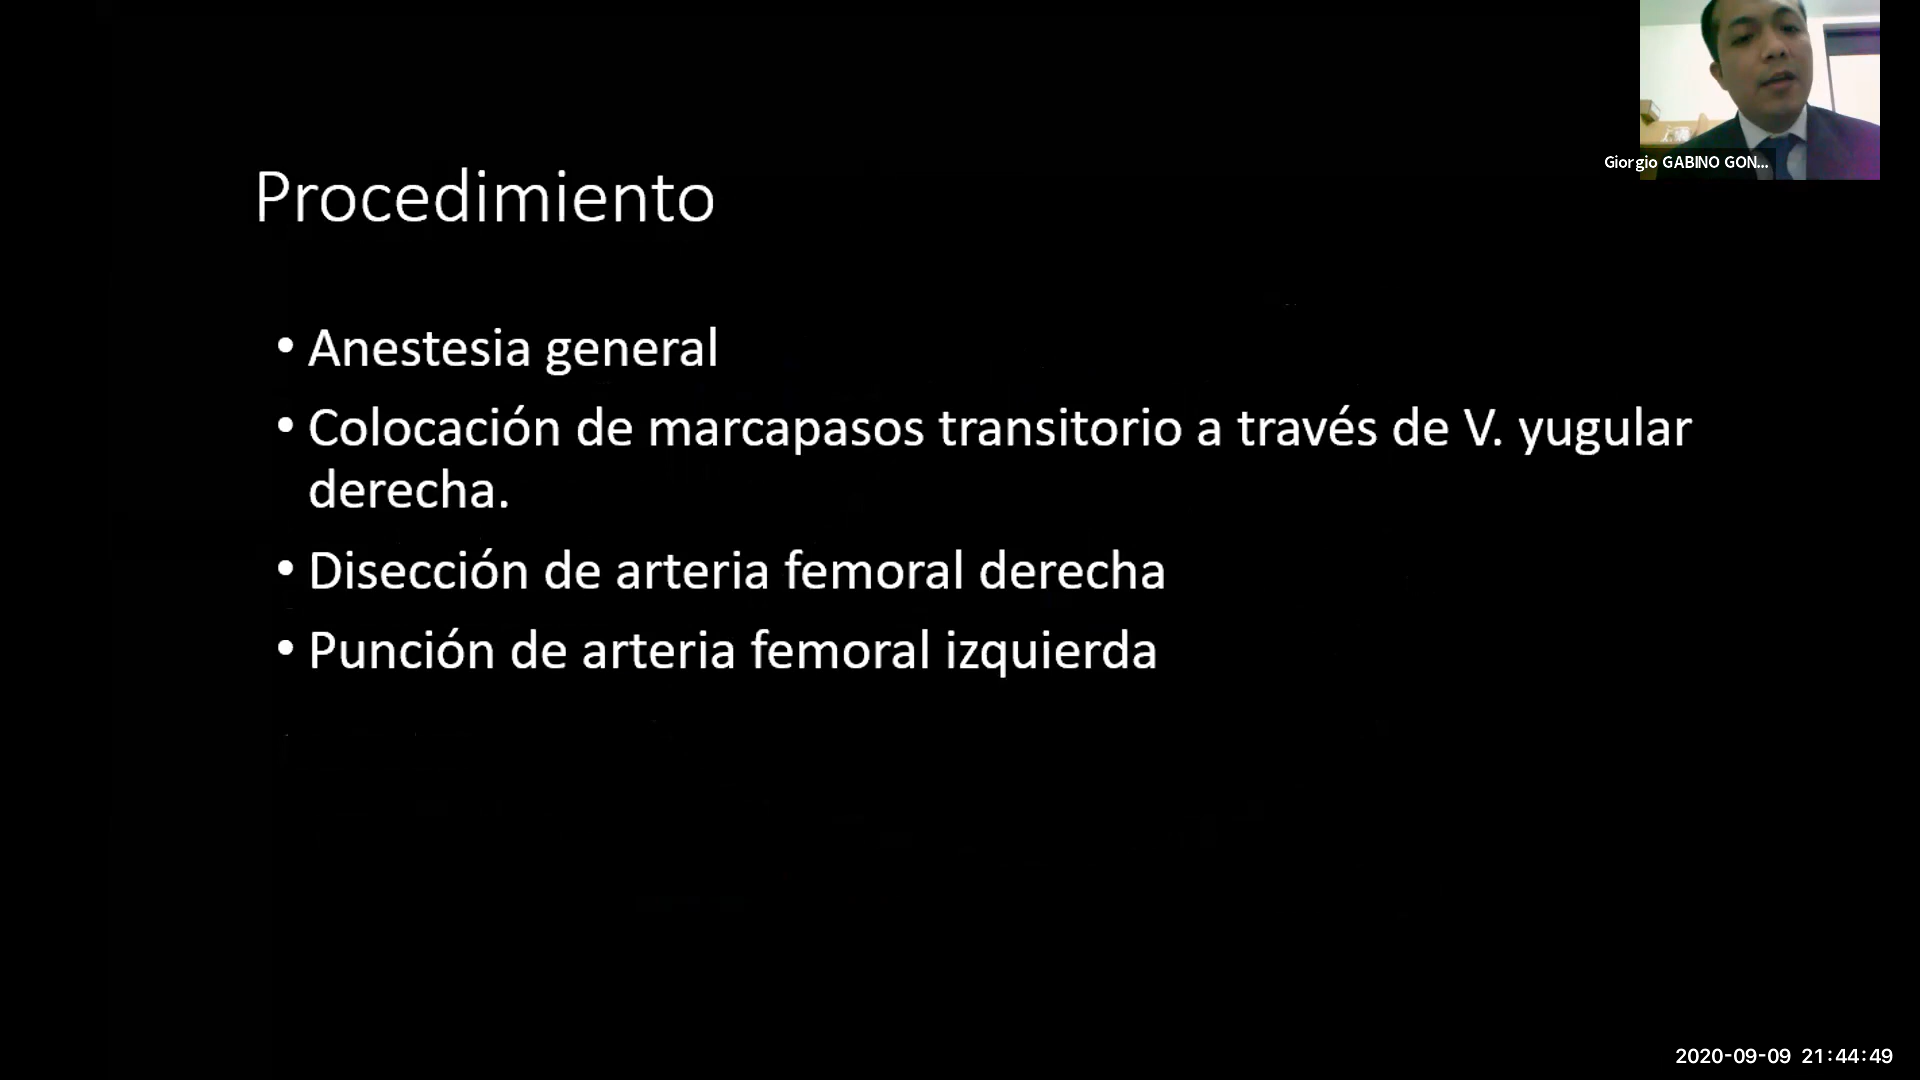 Giorgio GABINO GON...
Procedimiento
• Anestesia general
• Colocación de marcapasos transitorio a través de V. yugular
derecha.
• Disección de arteria femoral derecha
• Punción de arteria femoral izquierda
2020-09-09 21:44:49